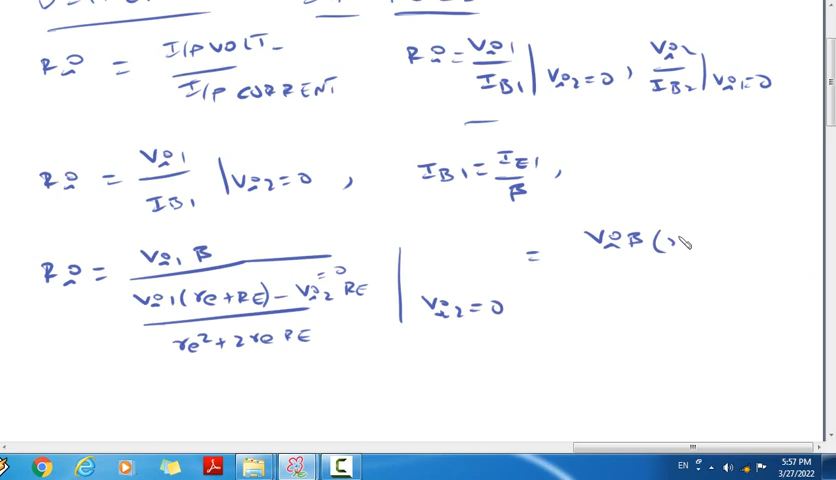 Ri = I/P VOLT / I/P CURRENT
Ri = Vi1 / IB1 | Vi2 = 0 , Vi2 / IB2 | Vi1 = 0
Ri = Vi1 / IB1 | Vi2 = 0 , IB1 = IE1 / β ,
Ri = Vi1 β / Vi1 (re + RE) - Vi2 RE = 0 / re² + 2 re RE | Vi2 = 0
= Vi β (
EN 5:57 PM
3/27/2022